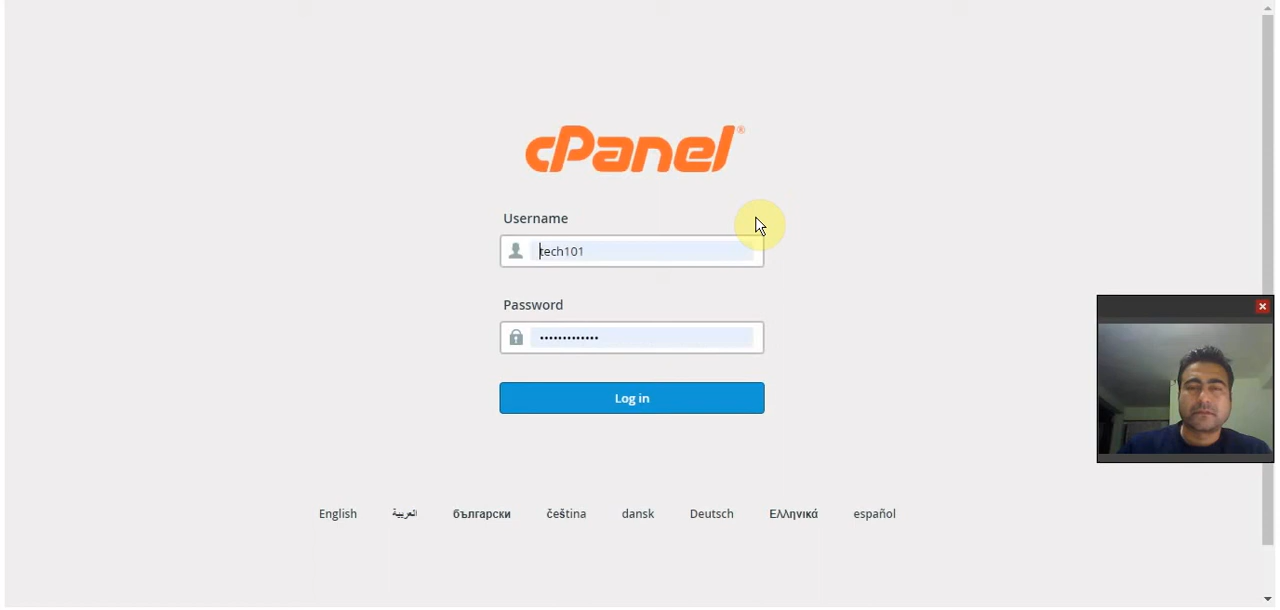 cPanel®
Username
tech101
Password
•••••••••••••
Log in
English العربية български čeština dansk Deutsch Ελληνικά español